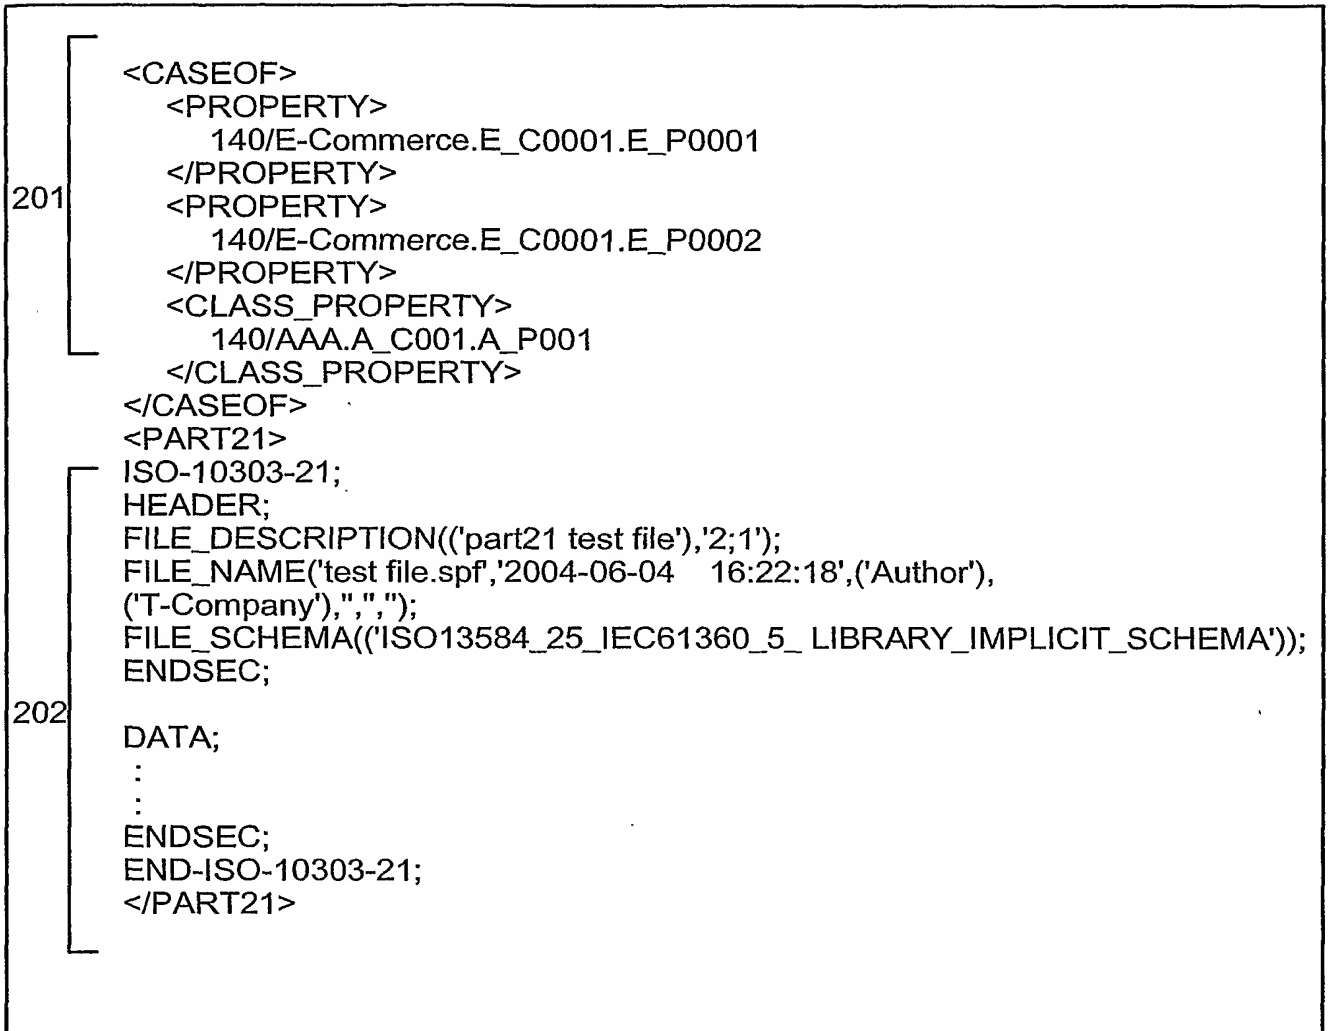 <CASEOF>
<PROPERTY>
140/E-Commerce.E_C0001.E_P0001
</PROPERTY>
201
<PROPERTY>
140/E-Commerce.E_C0001.E_P0002
</PROPERTY>
<CLASS_PROPERTY>
140/AAA.A_C001.A_P001
</CLASS_PROPERTY>
</CASEOF>
<PART21>
ISO-10303-21;
HEADER;
FILE_DESCRIPTION(('part21 test file'),'2;1');
FILE_NAME('test file.spf','2004-06-04 16:22:18',('Author'),
('T-Company'),'','','');
FILE_SCHEMA(('ISO13584_25_IEC61360_5_ LIBRARY_IMPLICIT_SCHEMA'));
ENDSEC;
202
DATA;
:
:
ENDSEC;
END-ISO-10303-21;
</PART21>